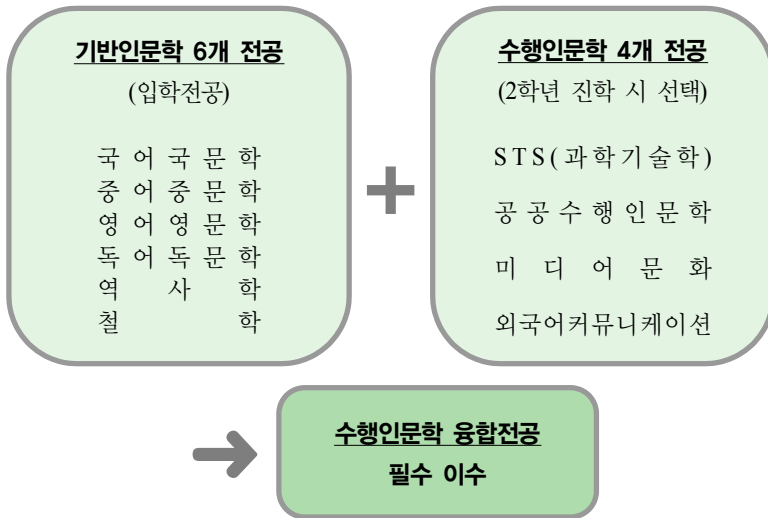 기반인문학 6개 전공
(입학전공)
국어국문학
중어중문학
영어영문학
독어독문학
역사학
철학
+
수행인문학 4개 전공
(2학년 진학 시 선택)
STS(과학기술학)
공공수행인문학
미디어문화
외국어커뮤니케이션
수행인문학 융합전공
필수 이수